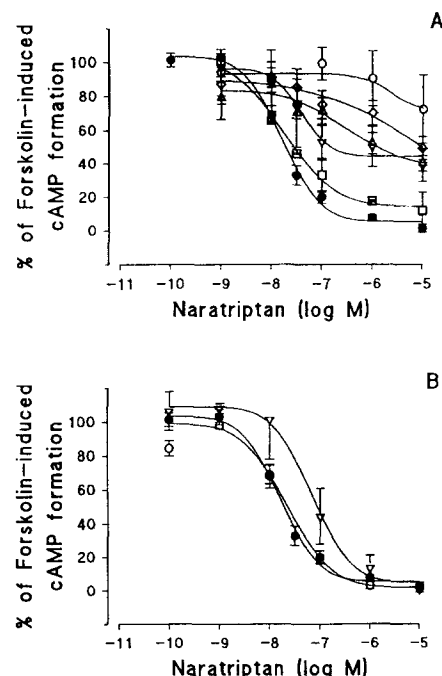 A
% of Forskolin-induced
cAMP formation
100
80
60
40
20
0
-11 -10 -9 -8 -7 -6 -5
Naratriptan (log M)
B
% of Forskolin-induced
cAMP formation
100
80
60
40
20
0
-11 -10 -9 -8 -7 -6 -5
Naratriptan (log M)